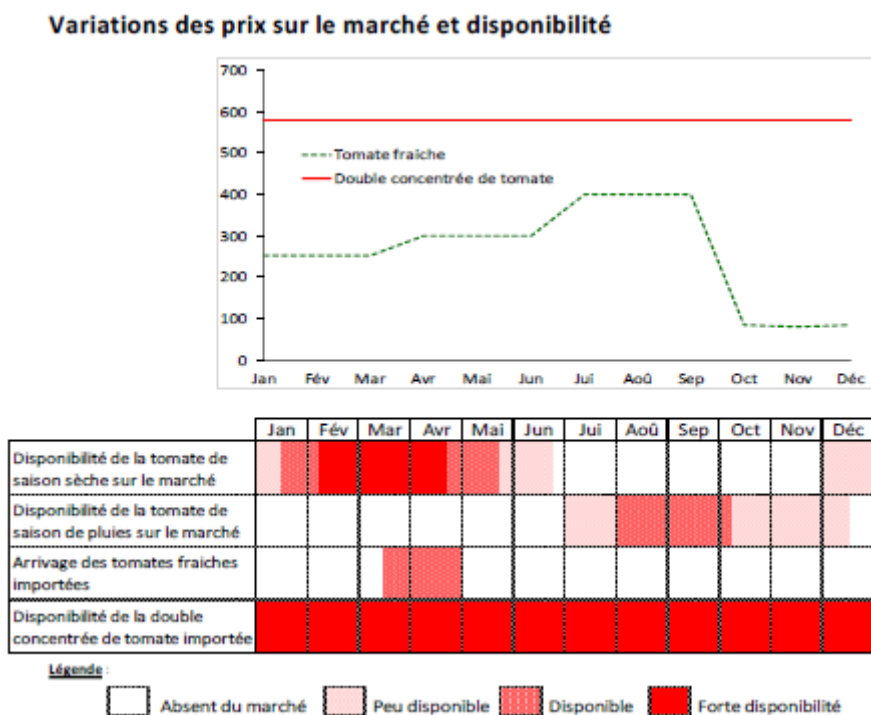 Variations des prix sur le marché et disponibilité
700
600
500
400
300
200
100
0
Tomate fraiche
Double concentrée de tomate
Jan Fév Mar Avr Mai Jun Jui Aoû Sep Oct Nov Déc
Jan Fév Mar Avr Mai Jun Jui Aoû Sep Oct Nov Déc
Disponibilité de la tomate de
saison sèche sur le marché
Disponibilité de la tomate de
saison de pluies sur le marché
Arrivage des tomates fraiches
importées
Disponibilité de la double
concentrée de tomate importée
Légende :
Absent du marché Peu disponible Disponible Forte disponibilité